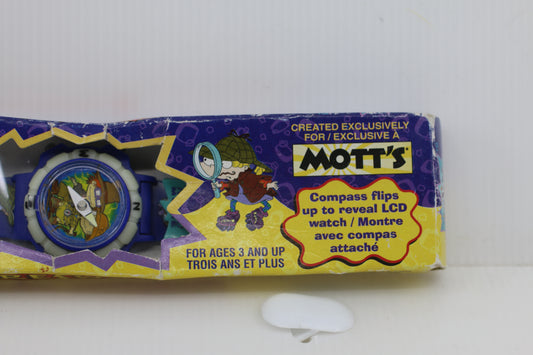 CREATED EXCLUSIVELY
FOR / EXCLUSIVE À
MOTT'S®
Compass flips
up to reveal LCD
watch / Montre
avec compas
attaché
FOR AGES 3 AND UP
TROIS ANS ET PLUS